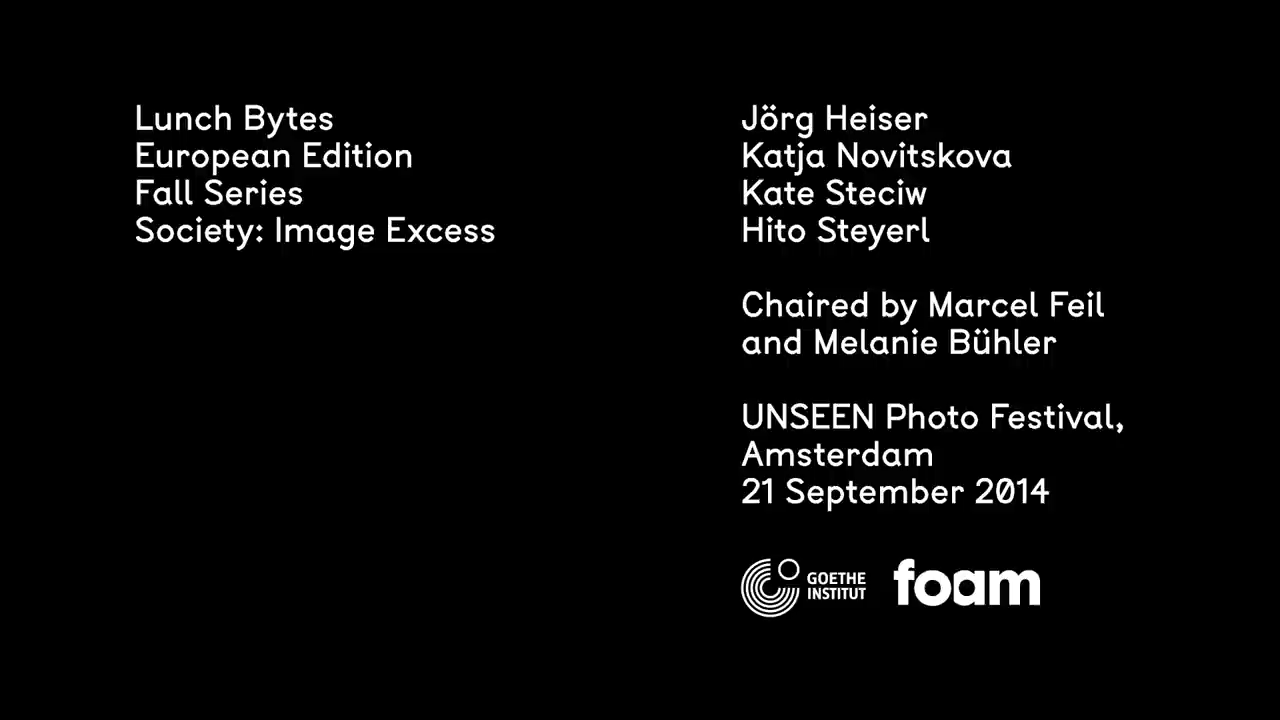 Lunch Bytes
European Edition
Fall Series
Society: Image Excess
Jörg Heiser
Katja Novitskova
Kate Steciw
Hito Steyerl
Chaired by Marcel Feil
and Melanie Bühler
UNSEEN Photo Festival,
Amsterdam
21 September 2014
GOETHE
INSTITUT
foam